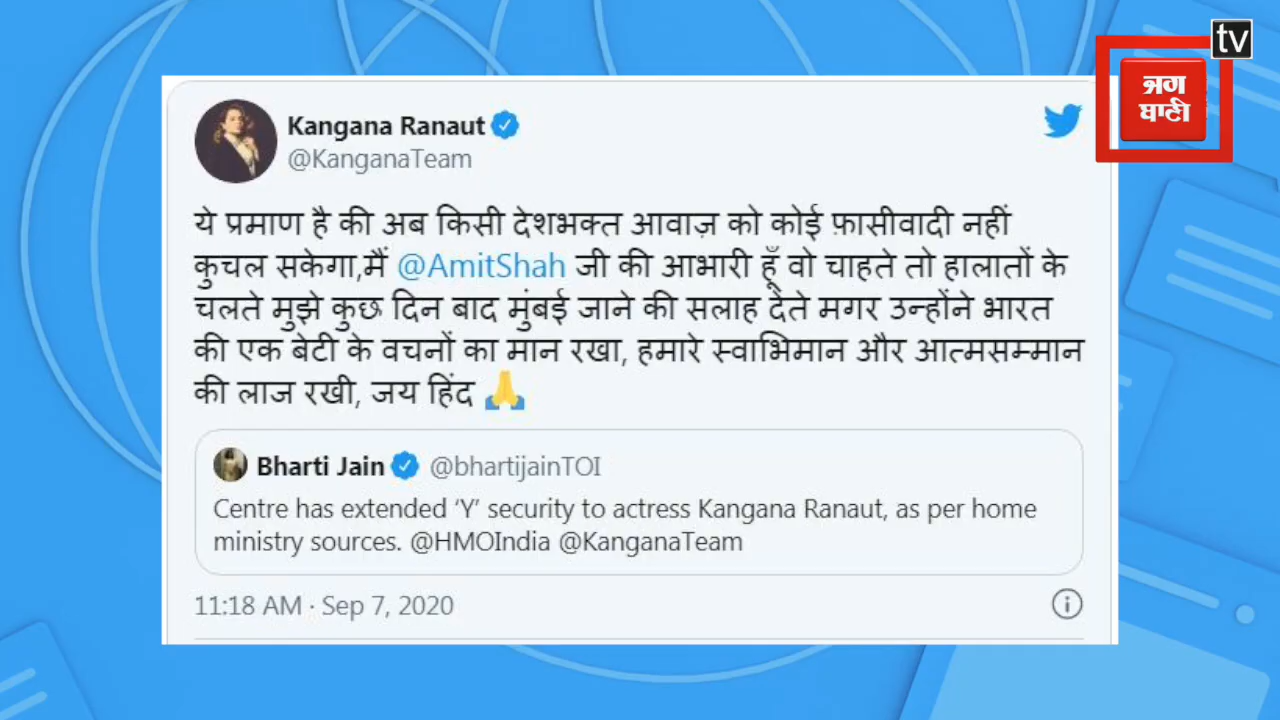 tv
ਜਗ
ਬਾਣੀ
Kangana Ranaut
@KanganaTeam
ये प्रमाण है की अब किसी देशभक्त आवाज़ को कोई फ़ासीवादी नहीं
कुचल सकेगा,मैं @AmitShah जी की आभारी हूँ वो चाहते तो हालातों के
चलते मुझे कुछ दिन बाद मुंबई जाने की सलाह देते मगर उन्होंने भारत
की एक बेटी के वचनों का मान रखा, हमारे स्वाभिमान और आत्मसम्मान
की लाज रखी, जय हिंद 🙏
Bharti Jain @bhartijainTOI
Centre has extended ‘Y’ security to actress Kangana Ranaut, as per home
ministry sources. @HMOIndia @KanganaTeam
11:18 AM · Sep 7, 2020